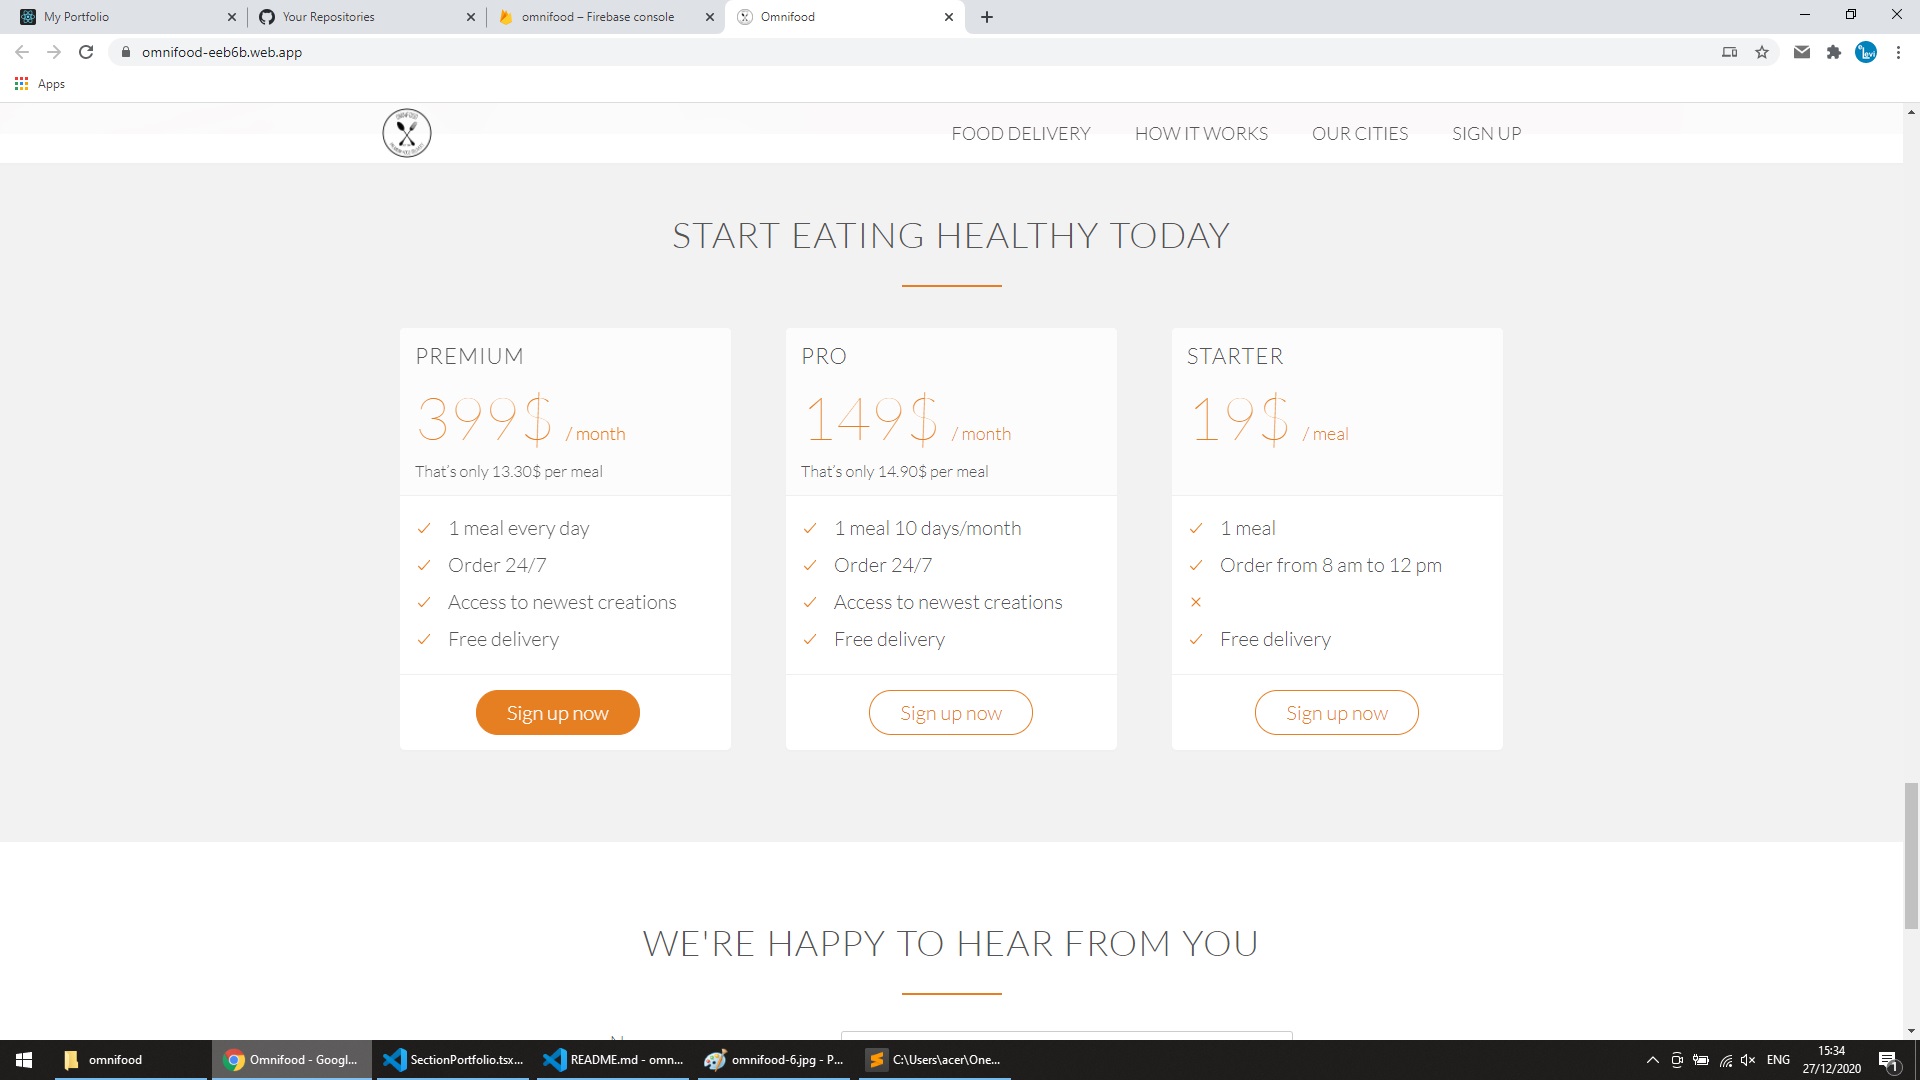 My Portfolio
Your Repositories
omnifood – Firebase console
Omnifood
omnifood-eeb6b.web.app
Apps
FOOD DELIVERY
HOW IT WORKS
OUR CITIES
SIGN UP
START EATING HEALTHY TODAY
PREMIUM
399$ / month
That's only 13.30$ per meal
1 meal every day
Order 24/7
Access to newest creations
Free delivery
Sign up now
PRO
149$ / month
That's only 14.90$ per meal
1 meal 10 days/month
Order 24/7
Access to newest creations
Free delivery
Sign up now
STARTER
19$ / meal
1 meal
Order from 8 am to 12 pm
Free delivery
Sign up now
WE'RE HAPPY TO HEAR FROM YOU
omnifood
Omnifood - Googl...
SectionPortfolio.tsx...
README.md - omn...
omnifood-6.jpg - P...
C:\Users\acer\One...
ENG
15:34
27/12/2020
1